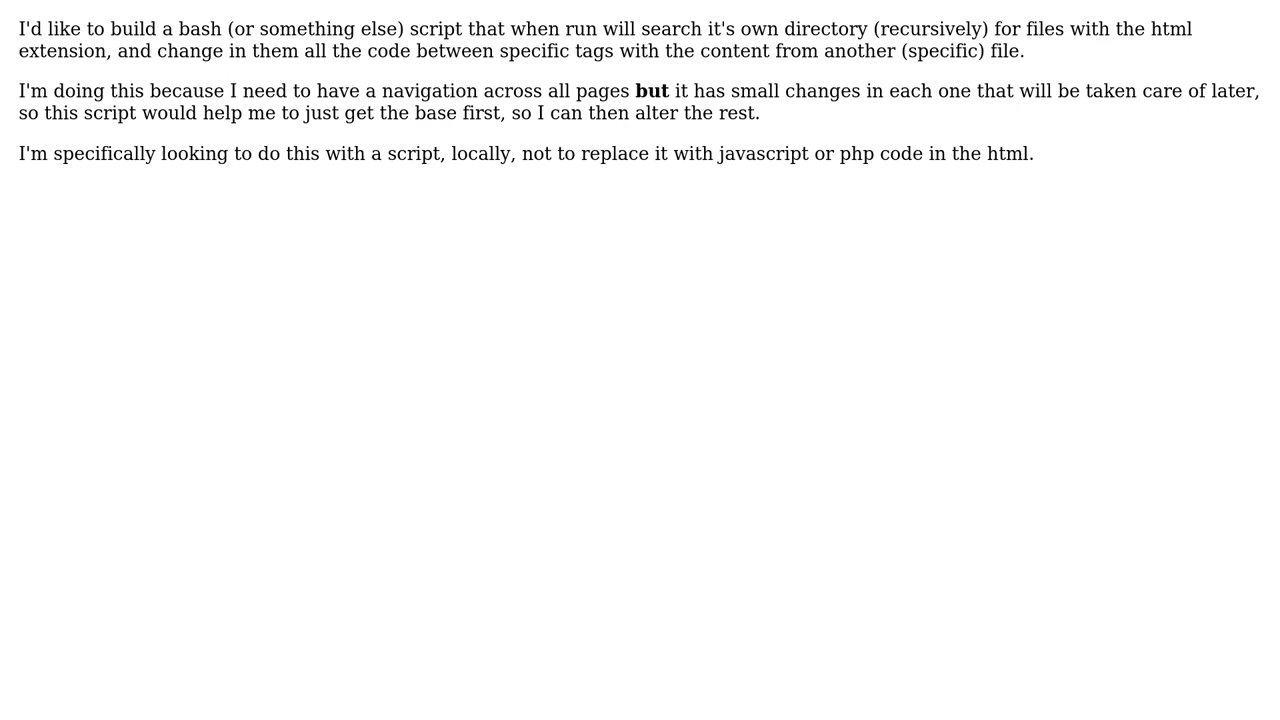 I'd like to build a bash (or something else) script that when run will search it's own directory (recursively) for files with the html
extension, and change in them all the code between specific tags with the content from another (specific) file.
I'm doing this because I need to have a navigation across all pages but it has small changes in each one that will be taken care of later,
so this script would help me to just get the base first, so I can then alter the rest.
I'm specifically looking to do this with a script, locally, not to replace it with javascript or php code in the html.